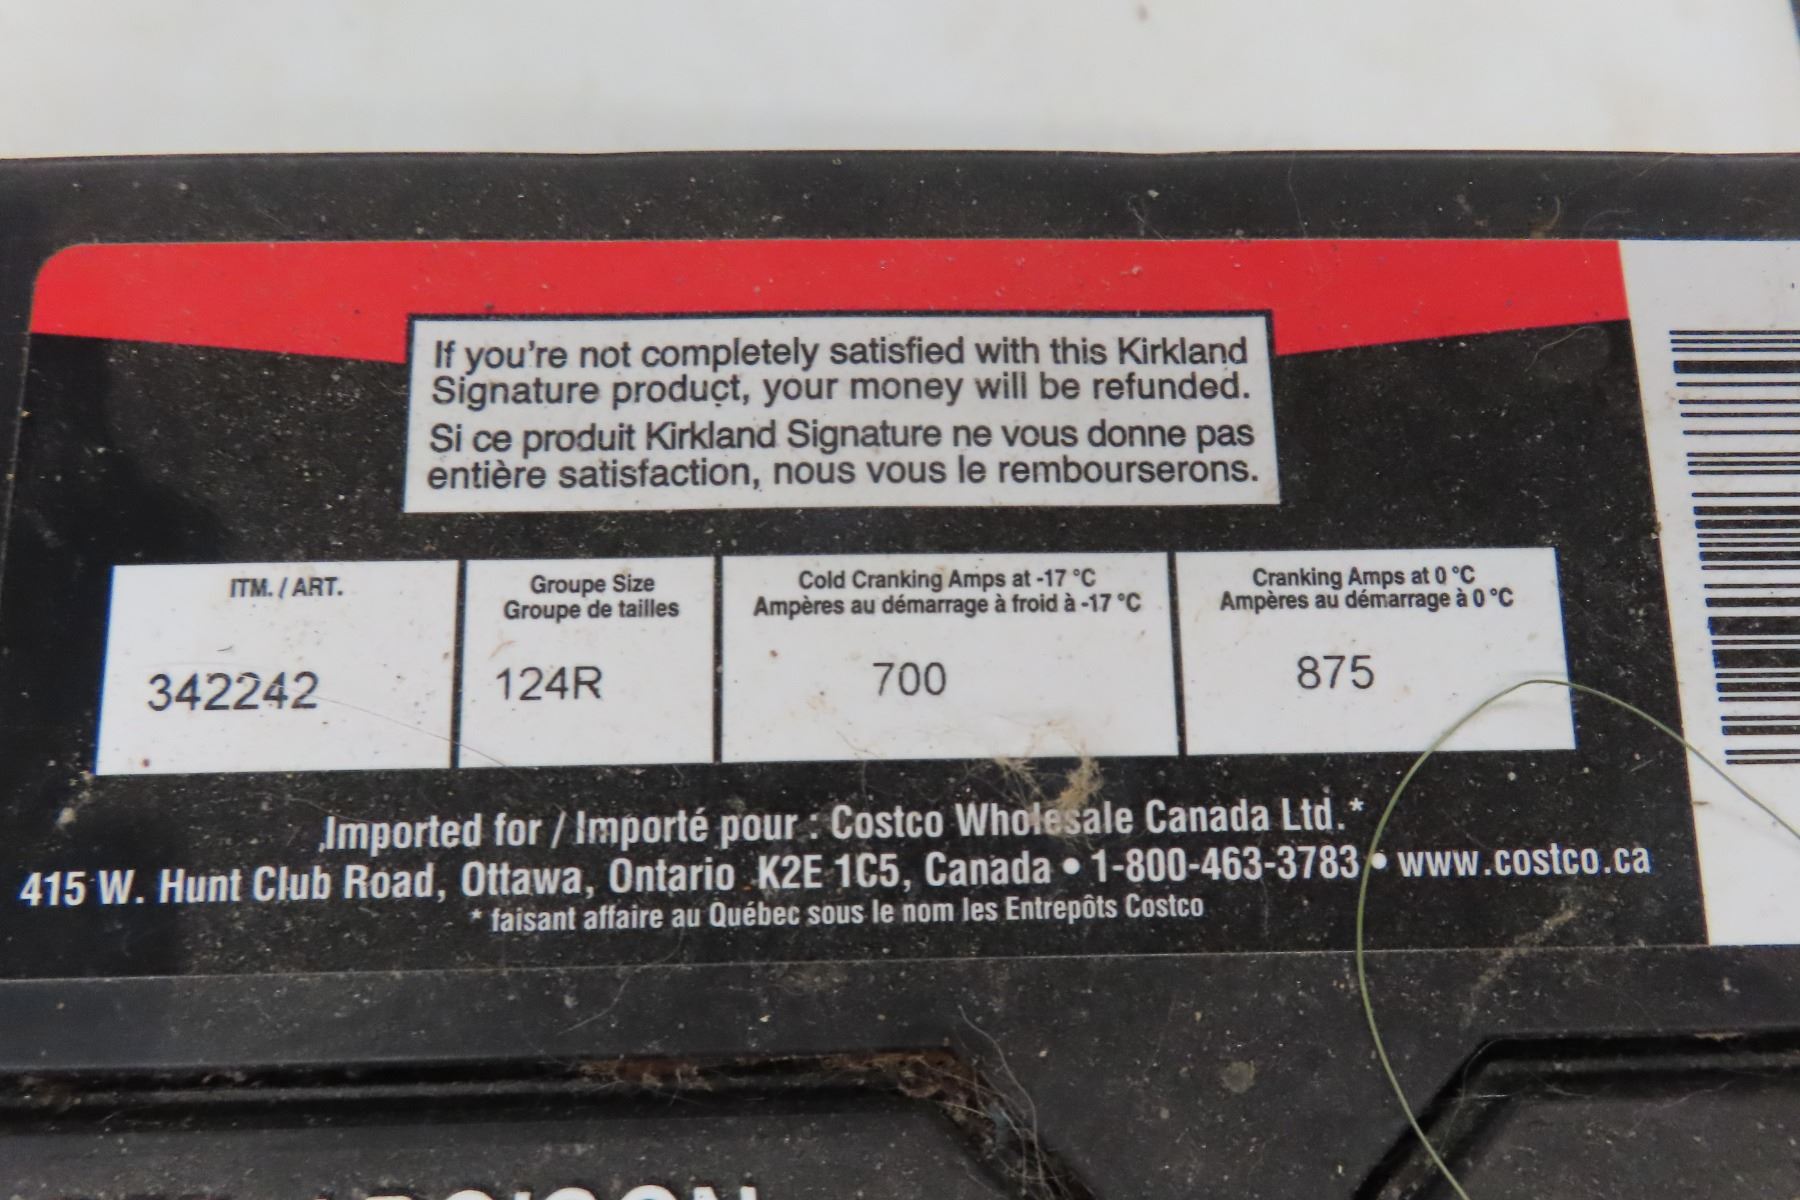 If you're not completely satisfied with this Kirkland
Signature product, your money will be refunded.
Si ce produit Kirkland Signature ne vous donne pas
entière satisfaction, nous vous le rembourserons.
ITM. / ART.
342242
Groupe Size
Groupe de tailles
124R
Cold Cranking Amps at -17 °C
Ampères au démarrage à froid à -17 °C
700
Cranking Amps at 0 °C
Ampères au démarrage à 0 °C
875
Imported for / Importé pour : Costco Wholesale Canada Ltd.*
415 W. Hunt Club Road, Ottawa, Ontario K2E 1C5, Canada • 1-800-463-3783 • www.costco.ca
* faisant affaire au Québec sous le nom les Entrepôts Costco